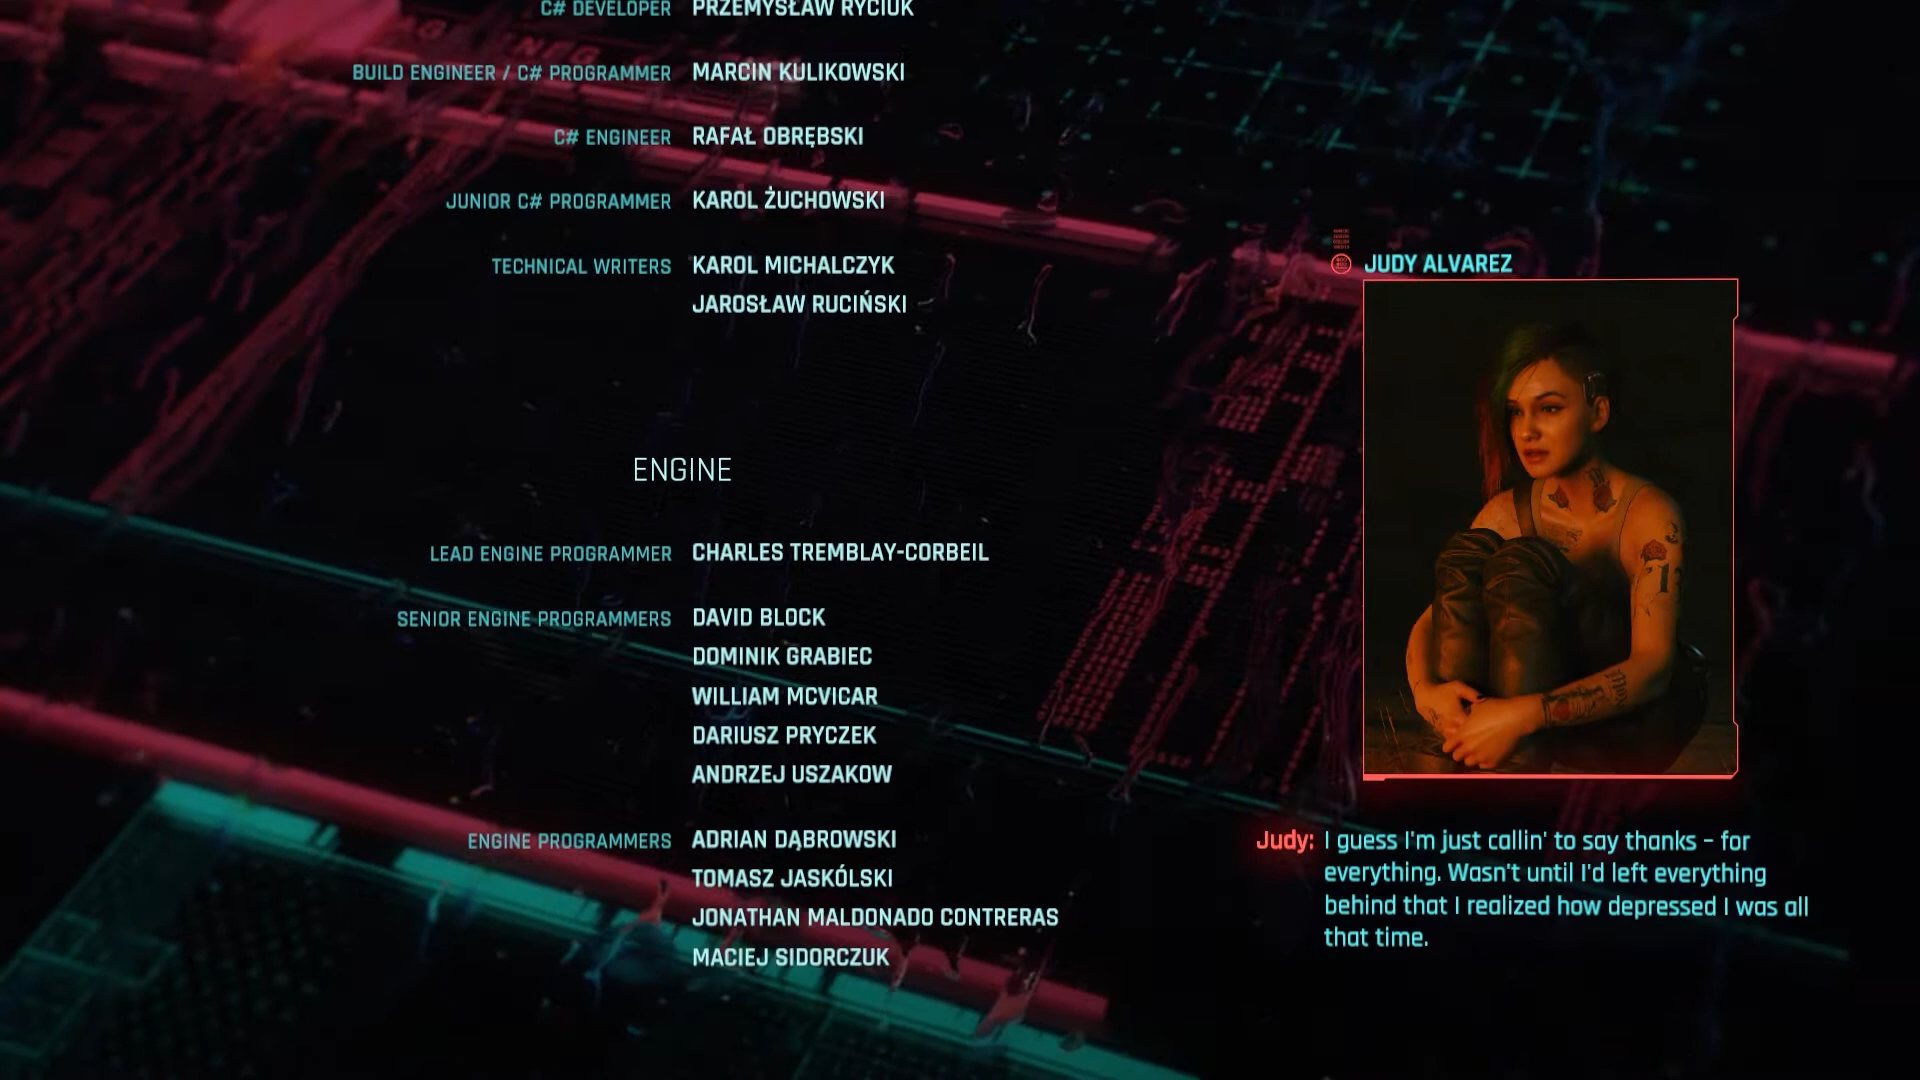 C# DEVELOPER PRZEMYSŁAW RYCIUK
BUILD ENGINEER / C# PROGRAMMER MARCIN KULIKOWSKI
C# ENGINEER RAFAŁ OBRĘBSKI
JUNIOR C# PROGRAMMER KAROL ŻUCHOWSKI
TECHNICAL WRITERS KAROL MICHALCZYK
JAROSŁAW RUCIŃSKI
ENGINE
LEAD ENGINE PROGRAMMER CHARLES TREMBLAY-CORBEIL
SENIOR ENGINE PROGRAMMERS DAVID BLOCK
DOMINIK GRABIEC
WILLIAM MCVICAR
DARIUSZ PRYCZEK
ANDRZEJ USZAKOW
ENGINE PROGRAMMERS ADRIAN DĄBROWSKI
TOMASZ JASKÓLSKI
JONATHAN MALDONADO CONTRERAS
MACIEJ SIDORCZUK
JUDY ALVAREZ
Judy: I guess I'm just callin' to say thanks – for
everything. Wasn't until I'd left everything
behind that I realized how depressed I was all
that time.